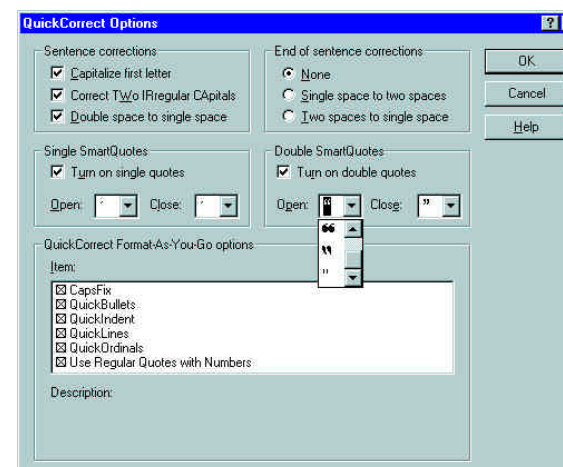 QuickCorrect Options
Sentence corrections
Capitalize first letter
Correct TWo IRregular CApitals
Double space to single space
End of sentence corrections
None
Single space to two spaces
Two spaces to single space
OK
Cancel
Help
Single SmartQuotes
Turn on single quotes
Open: ‘ Close: ’
Double SmartQuotes
Turn on double quotes
Open: “ Close: ”
“
‟
"
QuickCorrect Format-As-You-Go options
Item:
CapsFix
QuickBullets
QuickIndent
QuickLines
QuickOrdinals
Use Regular Quotes with Numbers
Description: